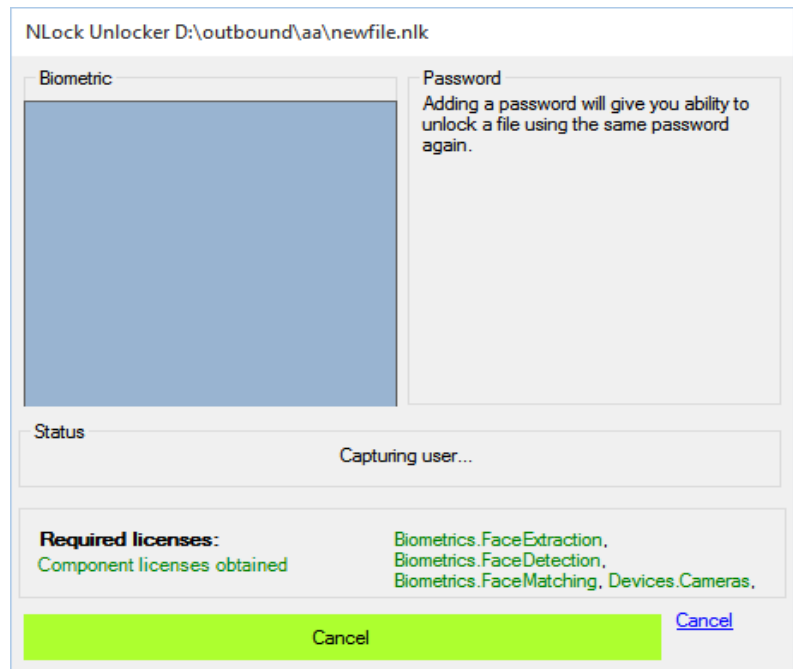 NLock Unlocker D:\outbound\aa\newfile.nlk
Biometric
Password
Adding a password will give you ability to
unlock a file using the same password
again.
Status
Capturing user...
Required licenses:
Component licenses obtained
Biometrics.FaceExtraction,
Biometrics.FaceDetection,
Biometrics.FaceMatching, Devices.Cameras,
Cancel
Cancel